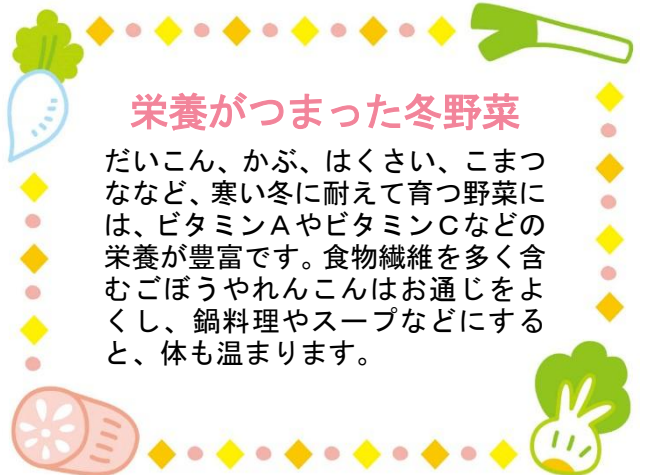 栄養がつまった冬野菜
だいこん、かぶ、はくさい、こまつ
ななど、寒い冬に耐えて育つ野菜に
は、ビタミンＡやビタミンＣなどの
栄養が豊富です。食物繊維を多く含
むごぼうやれんこんはお通じをよ
くし、鍋料理やスープなどにする
と、体も温まります。